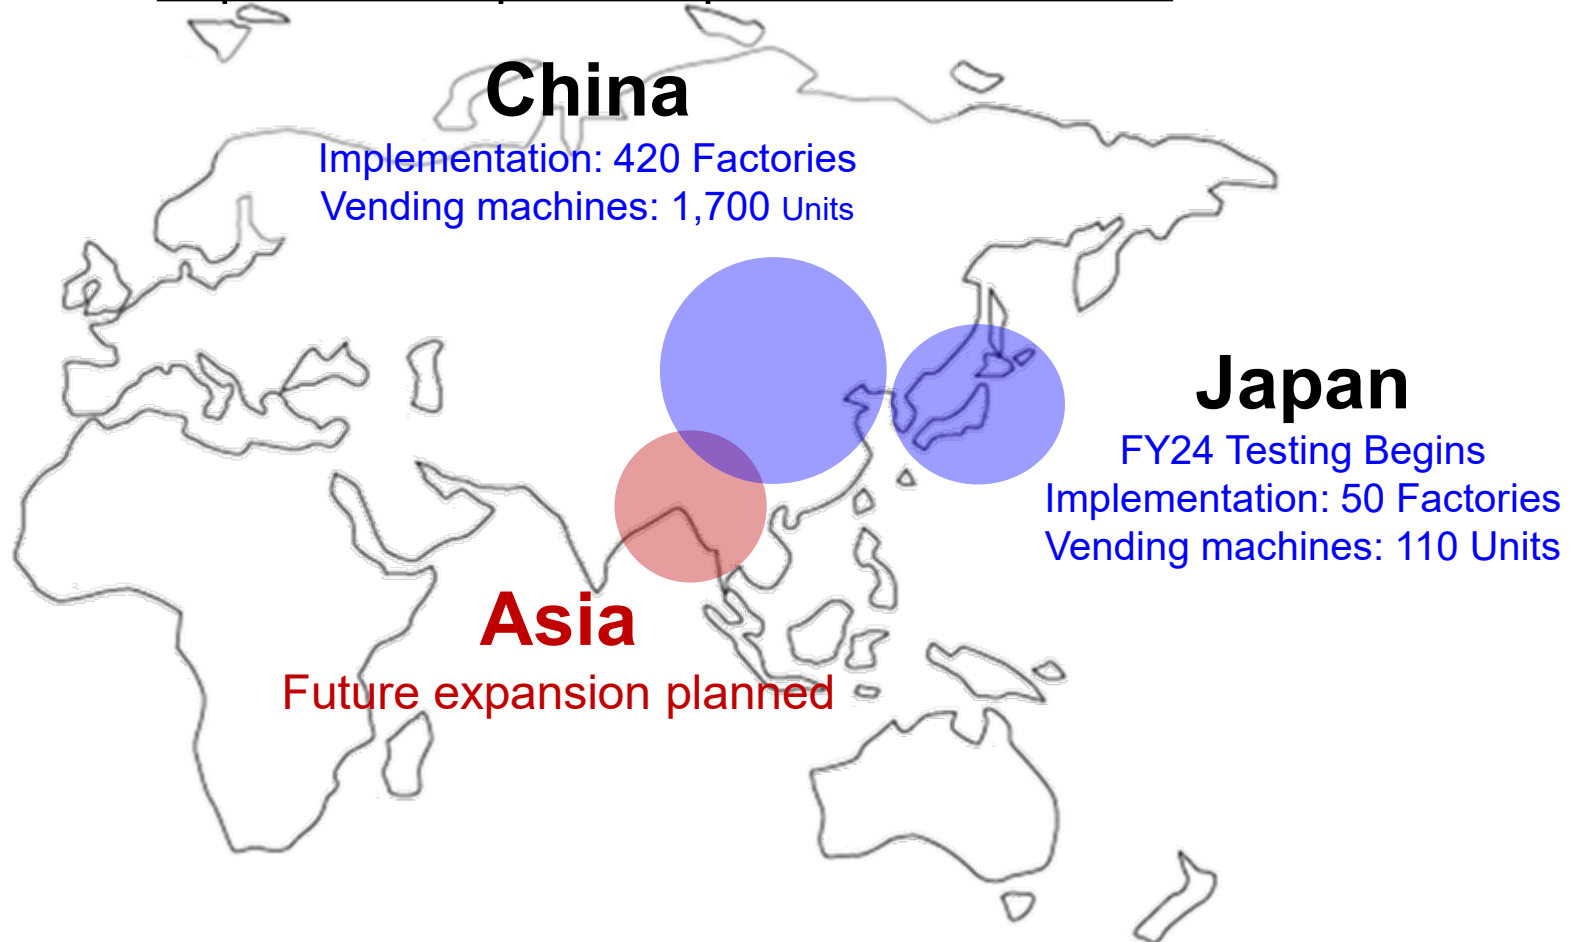 China
Implementation: 420 Factories
Vending machines: 1,700 Units
Japan
FY24 Testing Begins
Implementation: 50 Factories
Vending machines: 110 Units
Asia
Future expansion planned